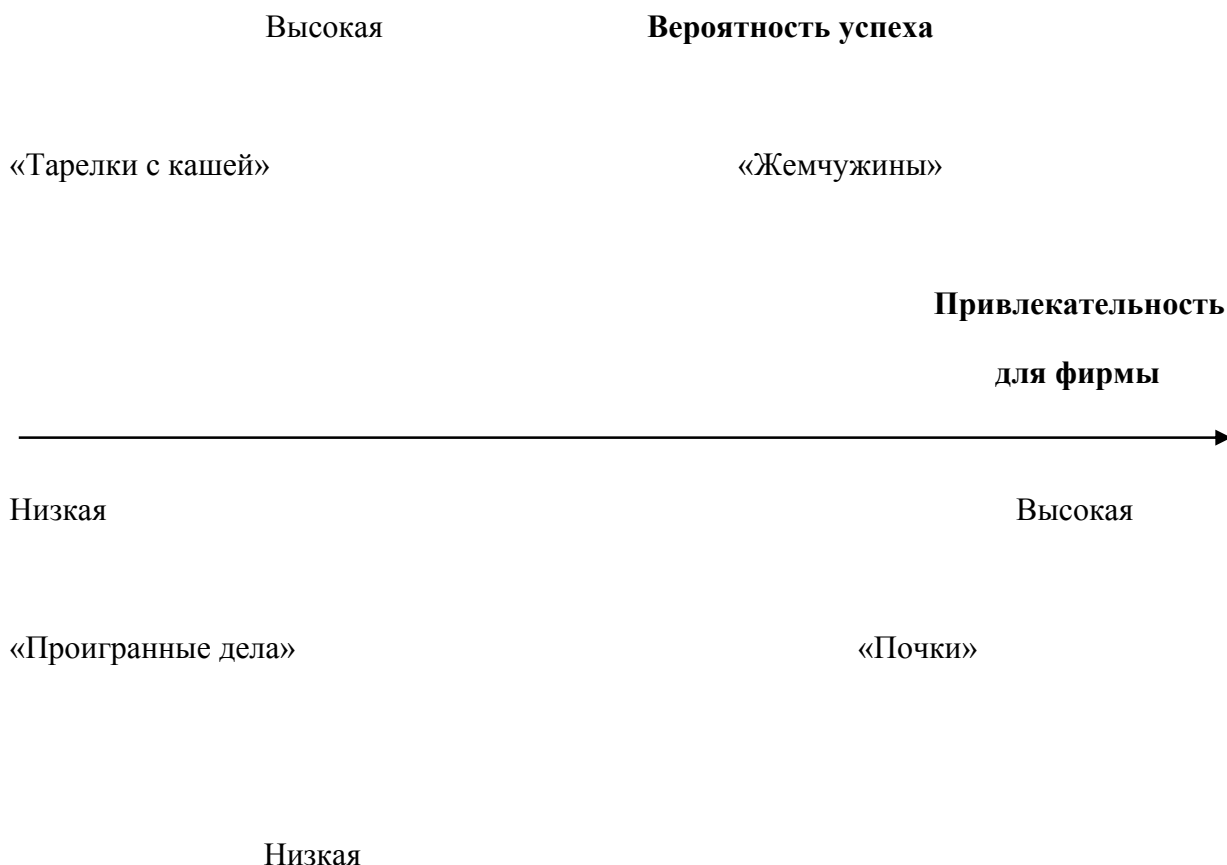 Высокая Вероятность успеха
«Тарелки с кашей» «Жемчужины»
Привлекательность
для фирмы
Низкая Высокая
«Проигранные дела» «Почки»
Низкая